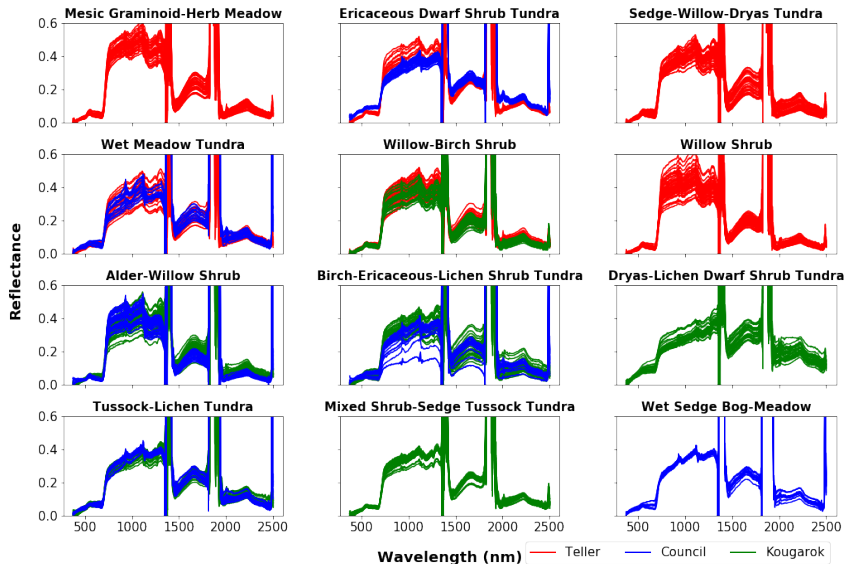 Mesic Graminoid-Herb Meadow
Ericaceous Dwarf Shrub Tundra
Sedge-Willow-Dryas Tundra
0.6
0.4
0.2
0.0
Wet Meadow Tundra
Willow-Birch Shrub
Willow Shrub
0.6
0.4
0.2
0.0
Alder-Willow Shrub
Birch-Ericaceous-Lichen Shrub Tundra
Dryas-Lichen Dwarf Shrub Tundra
0.6
0.4
0.2
0.0
Tussock-Lichen Tundra
Mixed Shrub-Sedge Tussock Tundra
Wet Sedge Bog-Meadow
0.6
0.4
0.2
0.0
500 1000 1500 2000 2500
500 1000 1500 2000 2500
500 1000 1500 2000 2500
Reflectance
Wavelength (nm)
Teller Council Kougarok